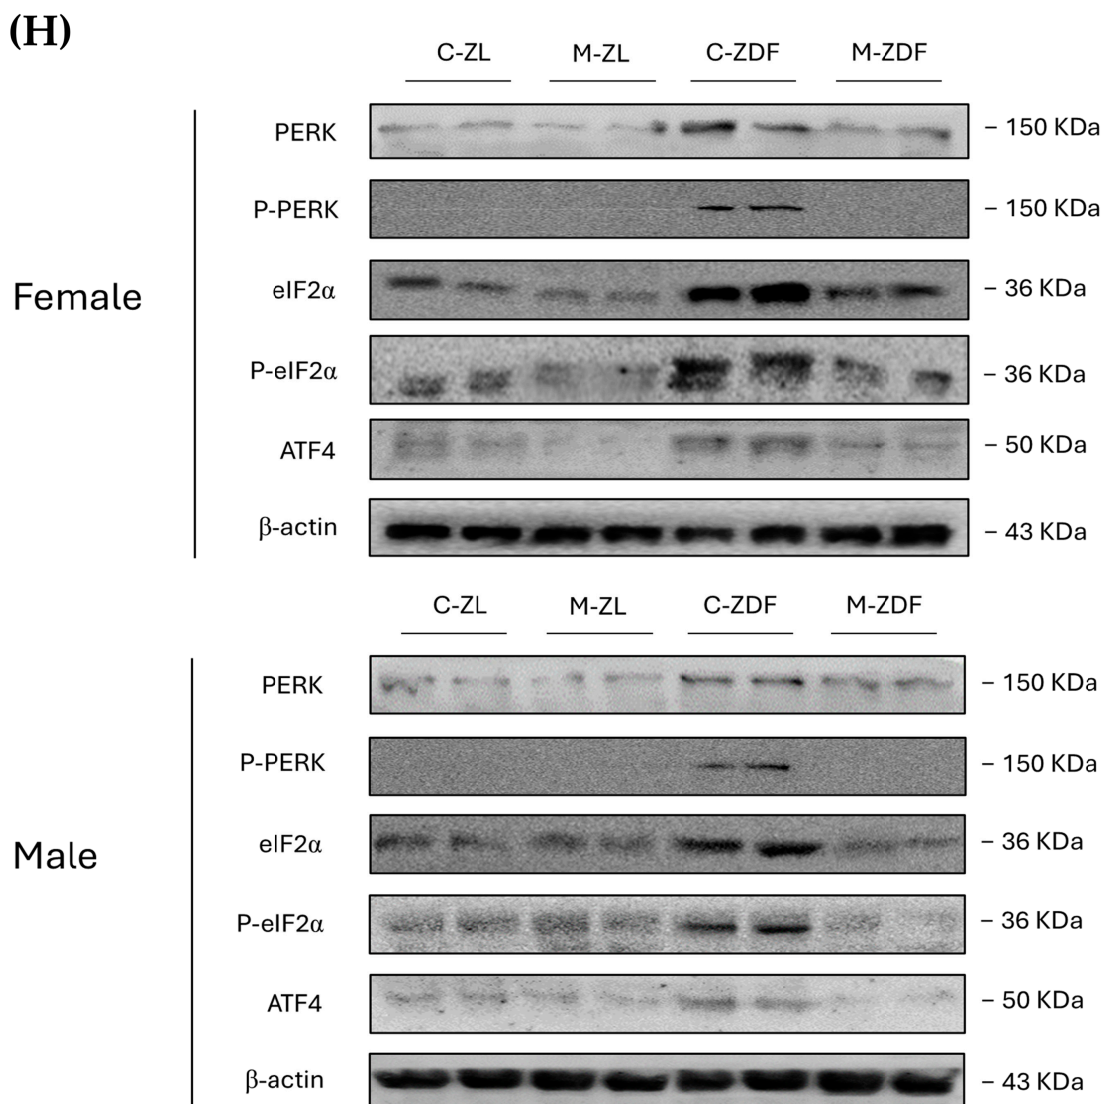 (H)
C-ZL M-ZL C-ZDF M-ZDF
PERK – 150 KDa
P-PERK – 150 KDa
Female eIF2α – 36 KDa
P-eIF2α – 36 KDa
ATF4 – 50 KDa
β-actin – 43 KDa
C-ZL M-ZL C-ZDF M-ZDF
PERK – 150 KDa
P-PERK – 150 KDa
Male eIF2α – 36 KDa
P-eIF2α – 36 KDa
ATF4 – 50 KDa
β-actin – 43 KDa